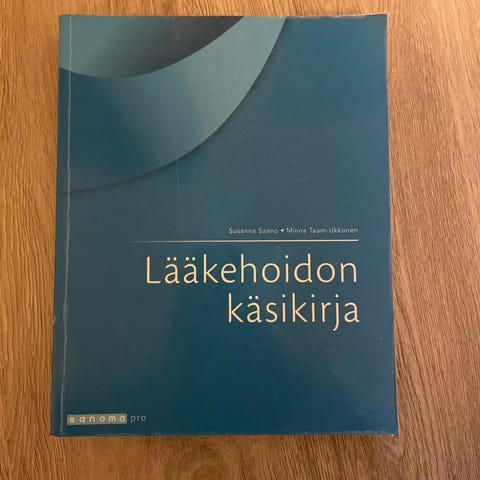 Susanna Saano • Minna Taam-Ukkonen
Lääkehoidon
käsikirja
sanoma pro